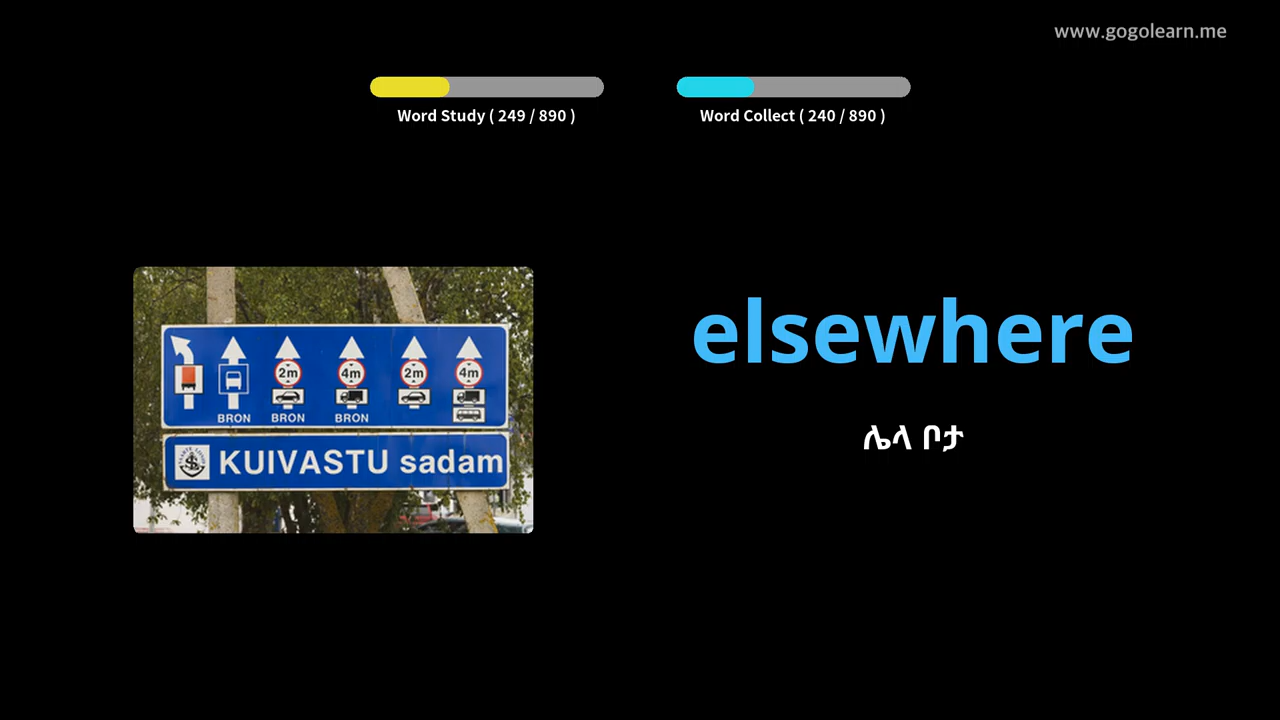 www.gogolearn.me
Word Study ( 249 / 890 )
Word Collect ( 240 / 890 )
2m 4m 2m 4m
BRON BRON BRON
KUIVASTU sadam
elsewhere
ሌላ ቦታ